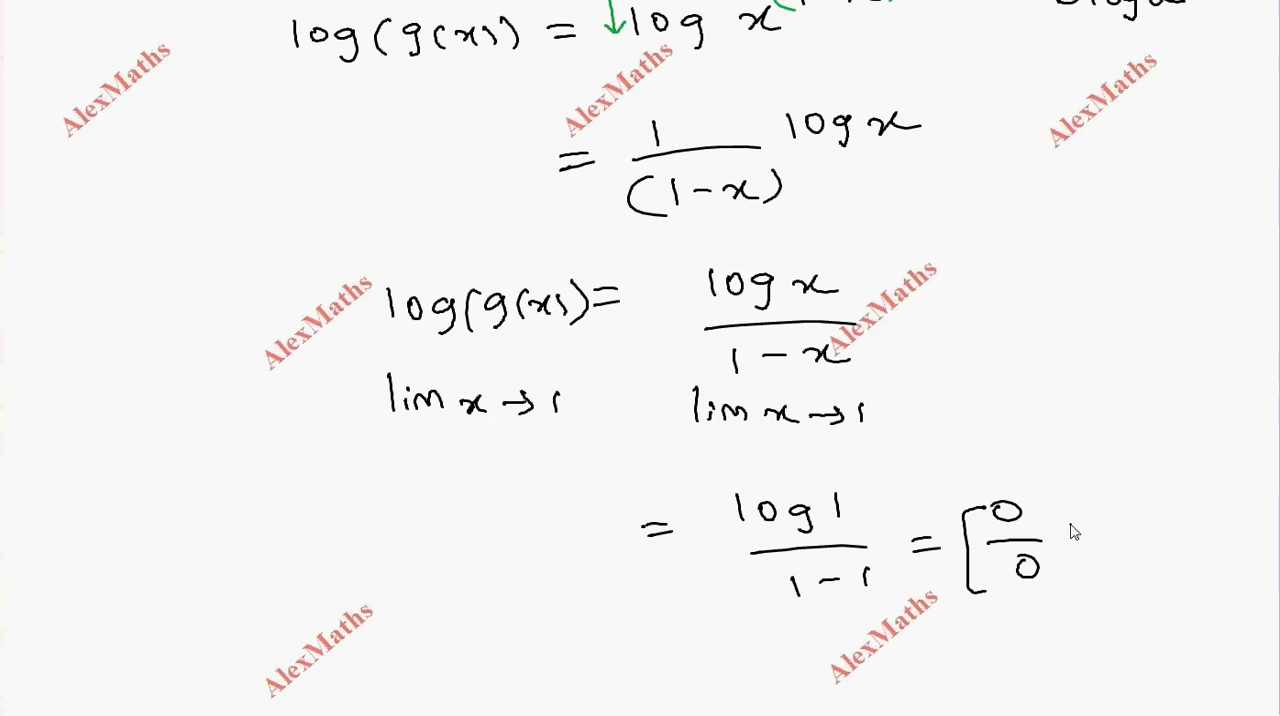 log(g(x)) = ↓log x
AlexMaths AlexMaths AlexMaths
= 1/(1-x) log x
log(g(x)) = log x / 1 - x
AlexMaths AlexMaths
lim x→1 lim x→1
= log 1 / 1 - 1 = [0/0
AlexMaths AlexMaths